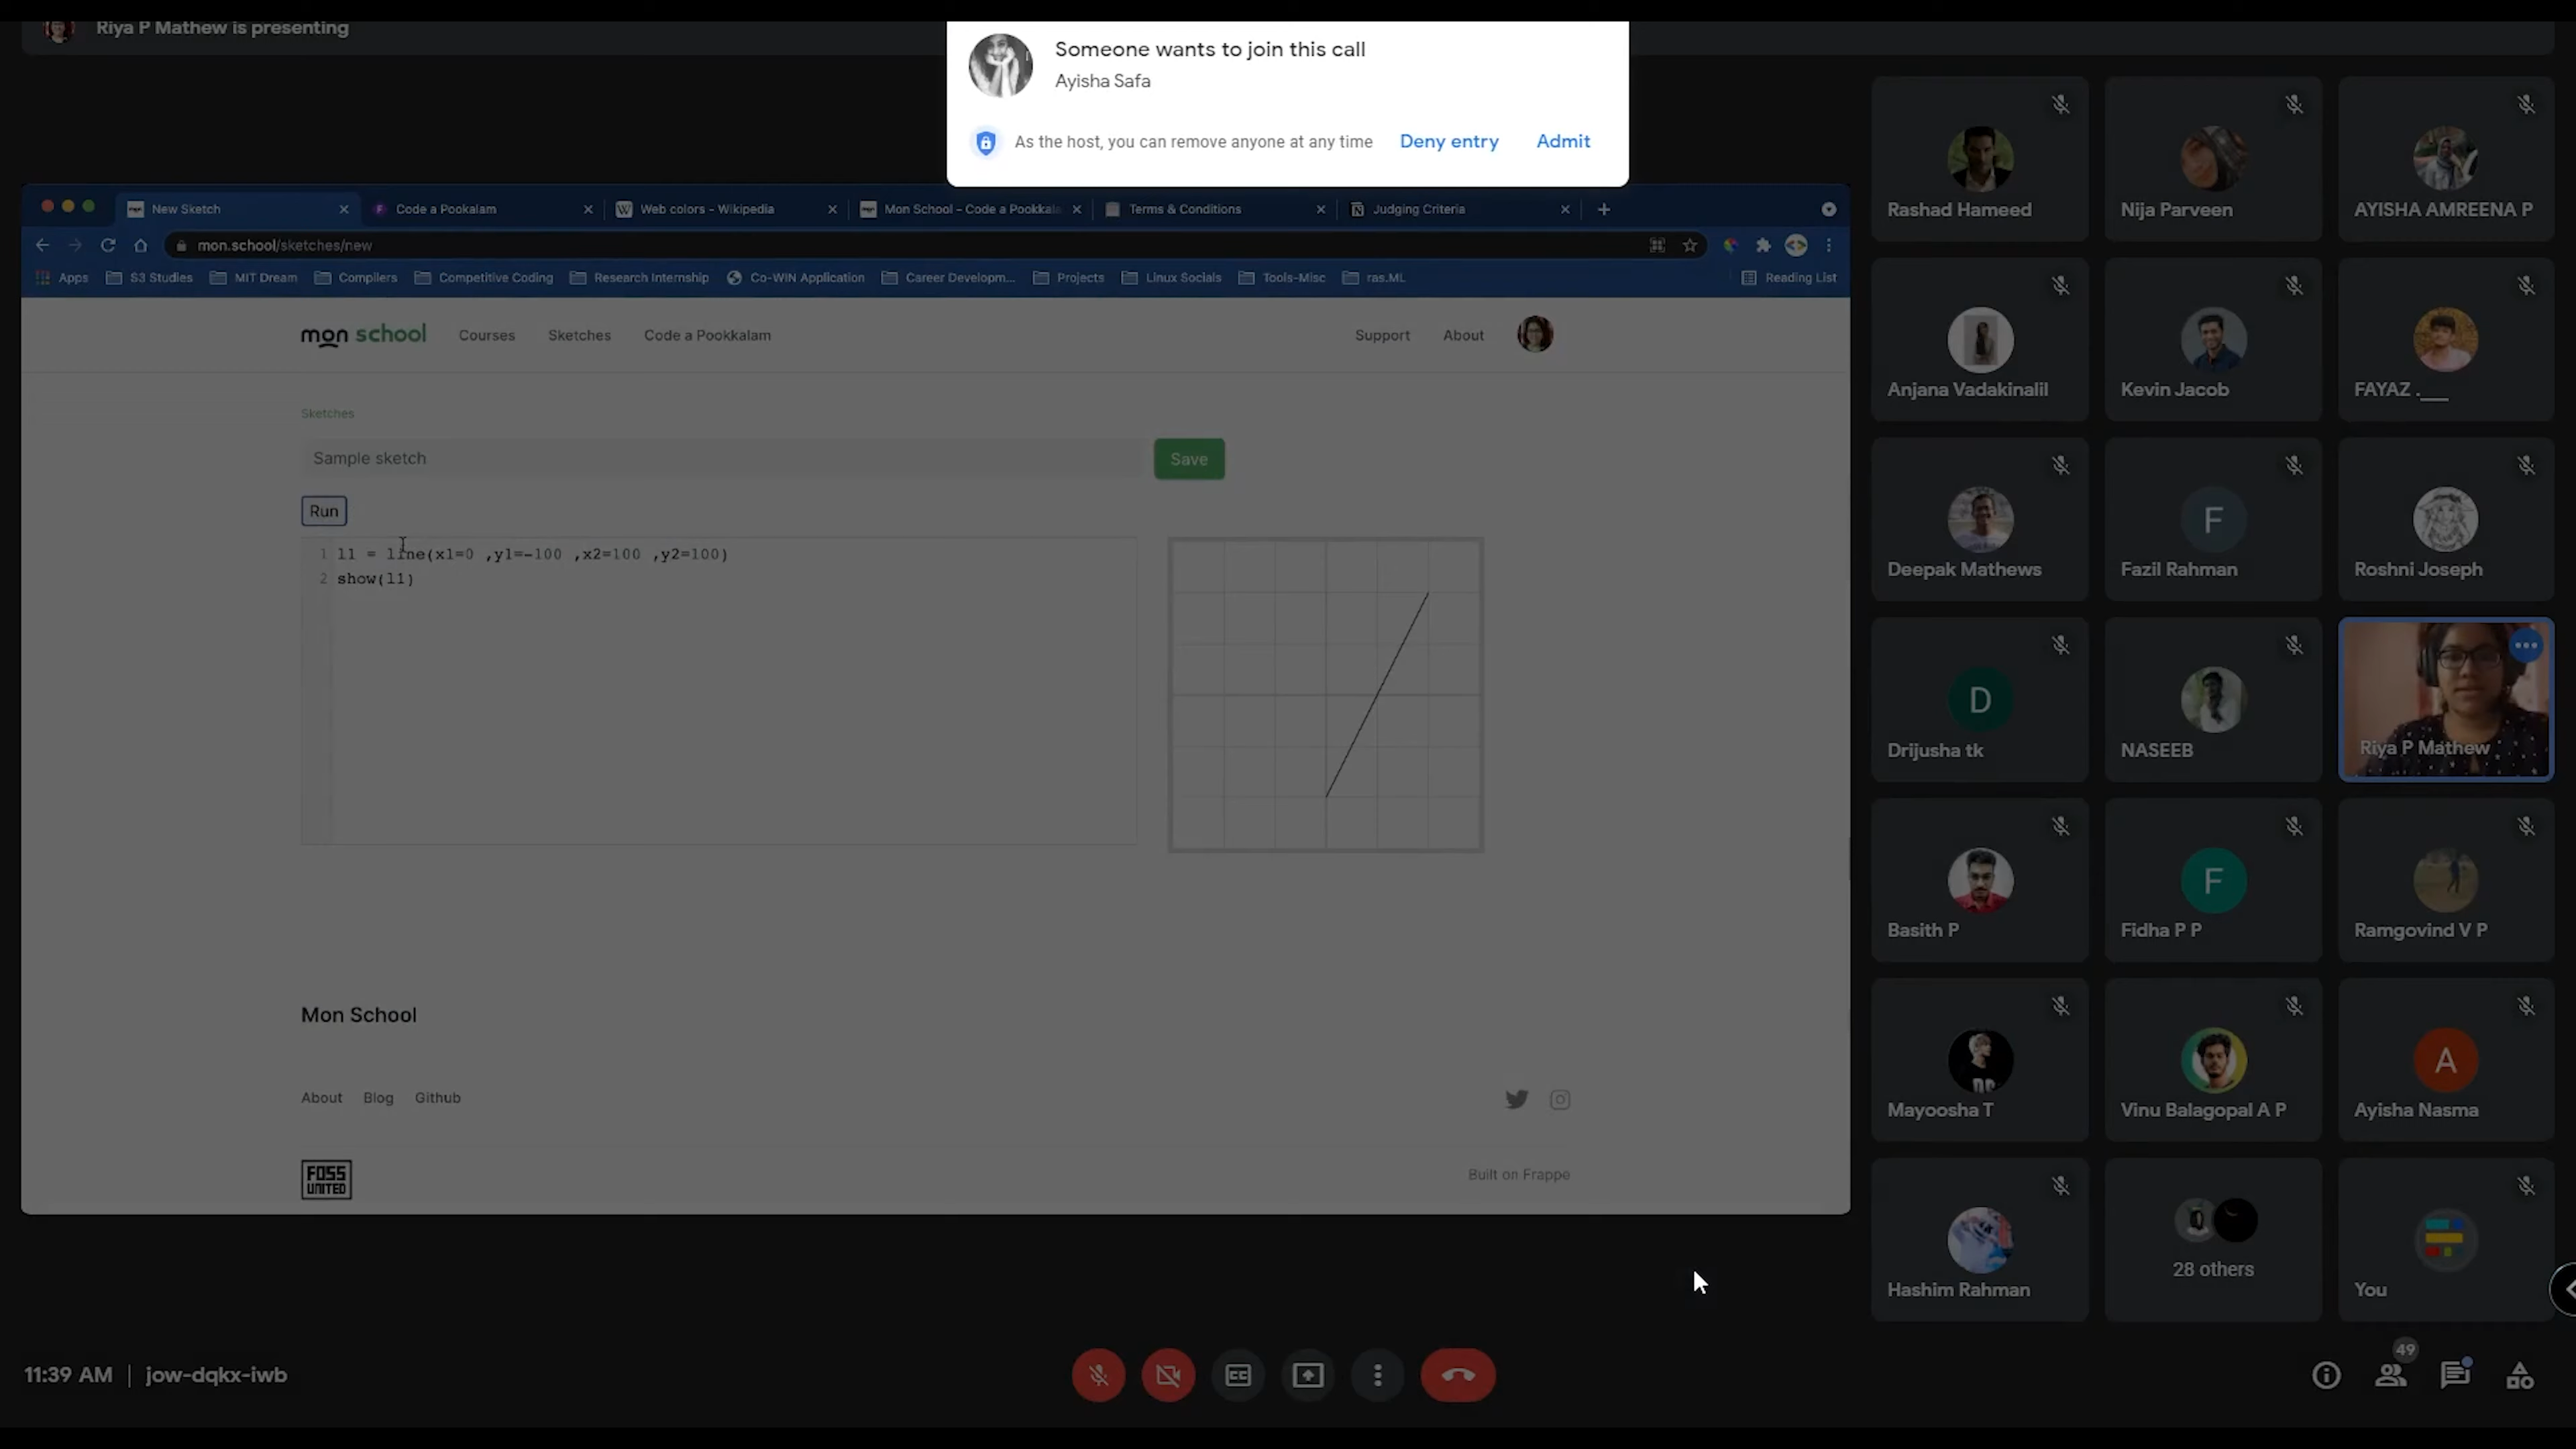 Riya P Mathew is presenting
Someone wants to join this call
Ayisha Safa
As the host, you can remove anyone at any time
Deny entry
Admit
New Sketch
Code a Pookalam
Web colors - Wikipedia
Mon School - Code a Pookkala
Terms & Conditions
Judging Criteria
mon.school/sketches/new
Apps
S3 Studies
MIT Dream
Compilers
Competitive Coding
Research Internship
Co-WIN Application
Career Developm...
Projects
Linux Socials
Tools-Misc
ras.ML
Reading List
mon school
Courses
Sketches
Code a Pookkalam
Support
About
Sketches
Sample sketch
Save
Run
1 l1 = line(x1=0 ,y1=-100 ,x2=100 ,y2=100)
2 show(l1)
Mon School
About
Blog
Github
FOSS
UNITED
Built on Frappe
Rashad Hameed
Nija Parveen
AYISHA AMREENA P
Anjana Vadakinalil
Kevin Jacob
FAYAZ .___
Deepak Mathews
F
Fazil Rahman
Roshni Joseph
D
Drijusha tk
NASEEB
Riya P Mathew
Basith P
F
Fidha P P
Ramgovind V P
Mayoosha T
Vinu Balagopal A P
A
Ayisha Nasma
Hashim Rahman
28 others
You
11:39 AM | jow-dqkx-iwb
49